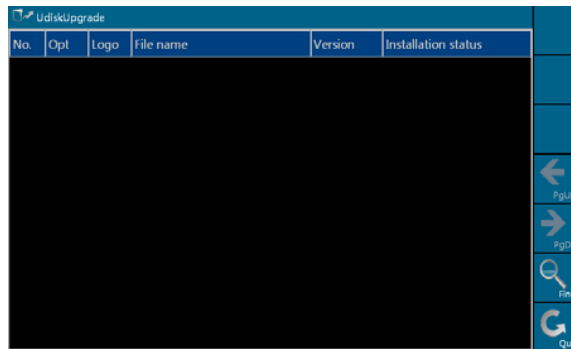 UdiskUpgrade
No. Opt Logo File name Version Installation status
PgU
PgD
Fin
Qu